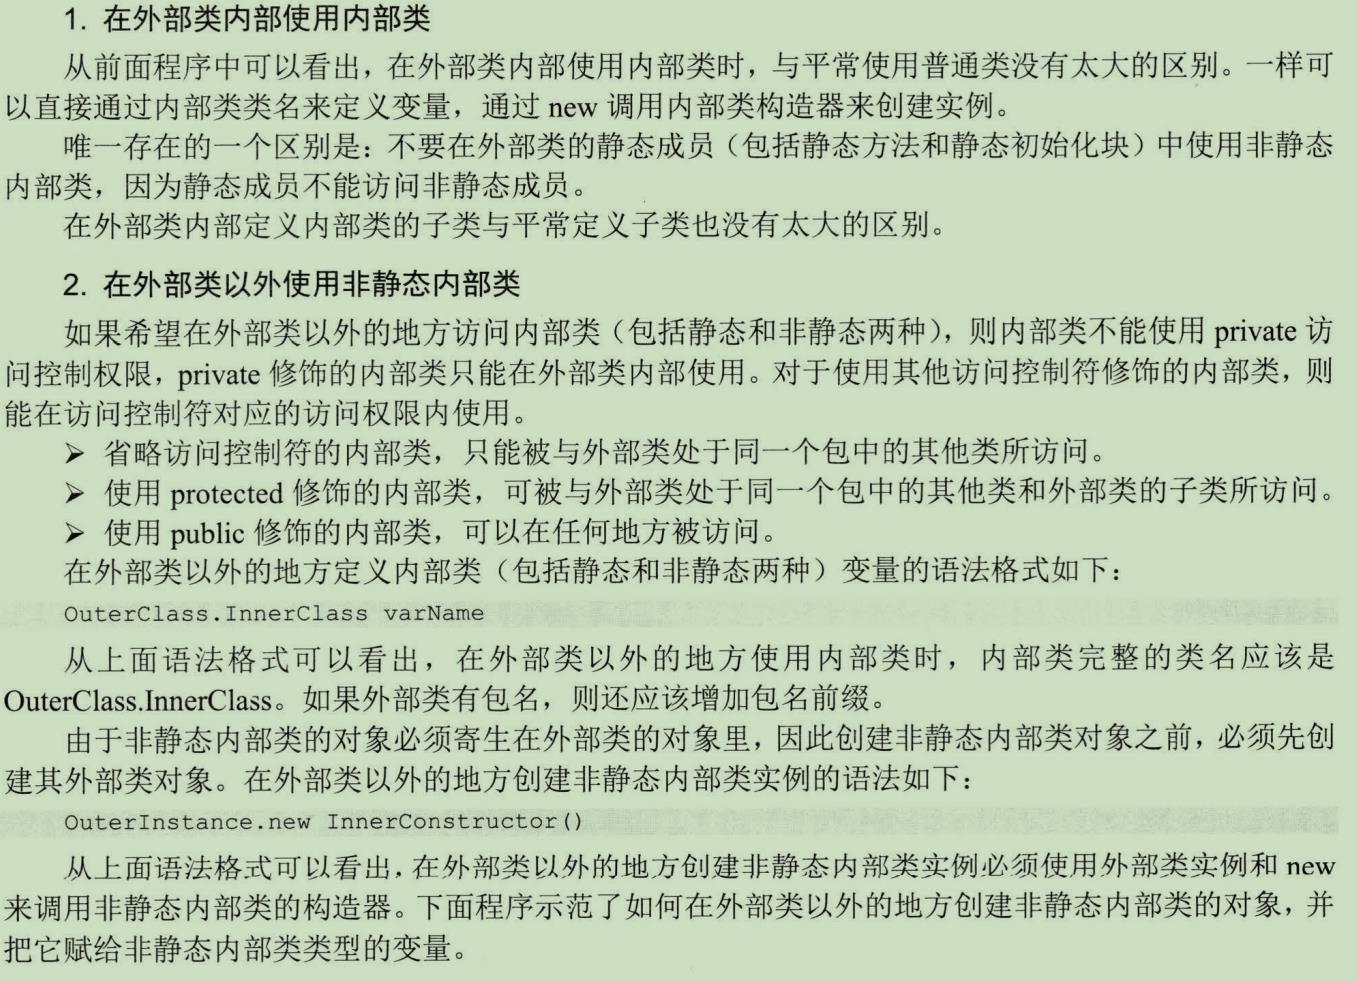 1. 在外部类内部使用内部类
从前面程序中可以看出，在外部类内部使用内部类时，与平常使用普通类没有太大的区别。一样可
以直接通过内部类类名来定义变量，通过 new 调用内部类构造器来创建实例。
唯一存在的一个区别是：不要在外部类的静态成员（包括静态方法和静态初始化块）中使用非静态
内部类，因为静态成员不能访问非静态成员。
在外部类内部定义内部类的子类与平常定义子类也没有太大的区别。
2. 在外部类以外使用非静态内部类
如果希望在外部类以外的地方访问内部类（包括静态和非静态两种），则内部类不能使用 private 访
问控制权限，private 修饰的内部类只能在外部类内部使用。对于使用其他访问控制符修饰的内部类，则
能在访问控制符对应的访问权限内使用。
➢ 省略访问控制符的内部类，只能被与外部类处于同一个包中的其他类所访问。
➢ 使用 protected 修饰的内部类，可被与外部类处于同一个包中的其他类和外部类的子类所访问。
➢ 使用 public 修饰的内部类，可以在任何地方被访问。
在外部类以外的地方定义内部类（包括静态和非静态两种）变量的语法格式如下：
OuterClass.InnerClass varName
从上面语法格式可以看出，在外部类以外的地方使用内部类时，内部类完整的类名应该是
OuterClass.InnerClass。如果外部类有包名，则还应该增加包名前缀。
由于非静态内部类的对象必须寄生在外部类的对象里，因此创建非静态内部类对象之前，必须先创
建其外部类对象。在外部类以外的地方创建非静态内部类实例的语法如下：
OuterInstance.new InnerConstructor()
从上面语法格式可以看出，在外部类以外的地方创建非静态内部类实例必须使用外部类实例和 new
来调用非静态内部类的构造器。下面程序示范了如何在外部类以外的地方创建非静态内部类的对象，并
把它赋给非静态内部类类型的变量。